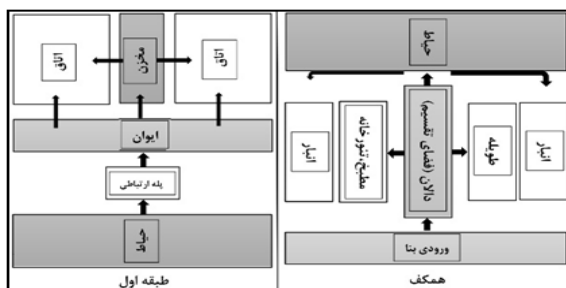 حیاط
انبار
طویله
دالان (فضای تقسیم)
مطبخ، تنورخانه
انبار
ورودی بنا
همکف
اتاق
مخزن
اتاق
ایوان
پله ارتباطی
حیاط
طبقه اول